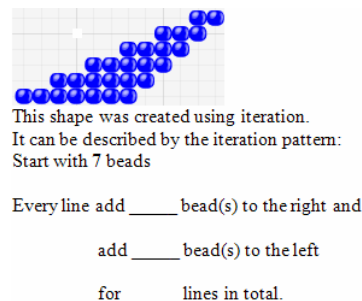 This shape was created using iteration.
It can be described by the iteration pattern:
Start with 7 beads
Every line add _____ bead(s) to the right and
add _____ bead(s) to the left
for _____ lines in total.